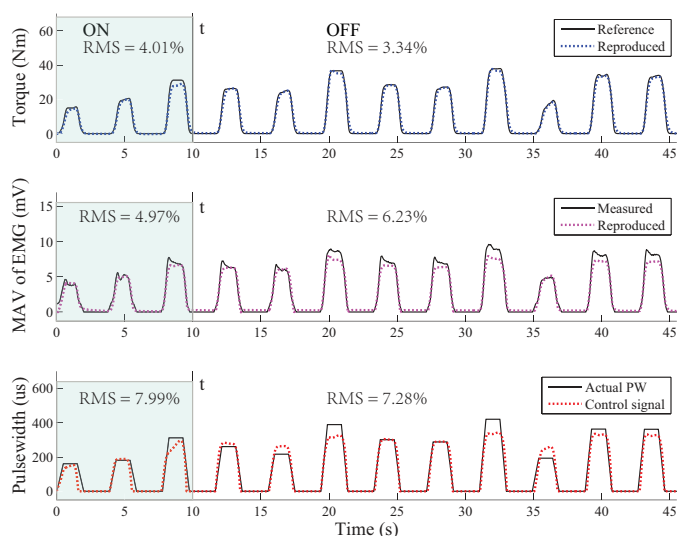 ON
t
OFF
RMS = 4.01%
RMS = 3.34%
Reference
Reproduced
Torque (Nm)
60
40
20
0
0 5 10 15 20 25 30 35 40 45
RMS = 4.97%
t
RMS = 6.23%
Measured
Reproduced
MAV of EMG (mV)
15
10
5
0
0 5 10 15 20 25 30 35 40 45
RMS = 7.99%
t
RMS = 7.28%
Actual PW
Control signal
Pulsewidth (us)
600
400
200
0
0 5 10 15 20 25 30 35 40 45
Time (s)